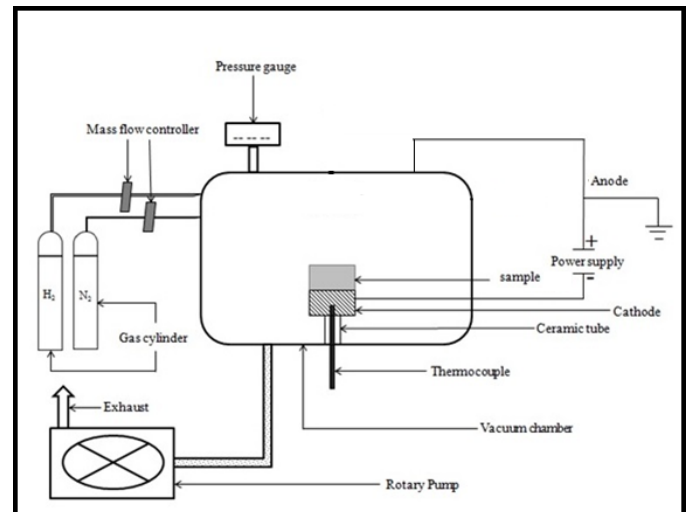 Pressure gauge
-- -- --
Mass flow controller
Anode
+
Power supply
-
sample
H₂
N₂
Cathode
Gas cylinder
Ceramic tube
Thermocouple
Exhaust
Vacuum chamber
Rotary Pump